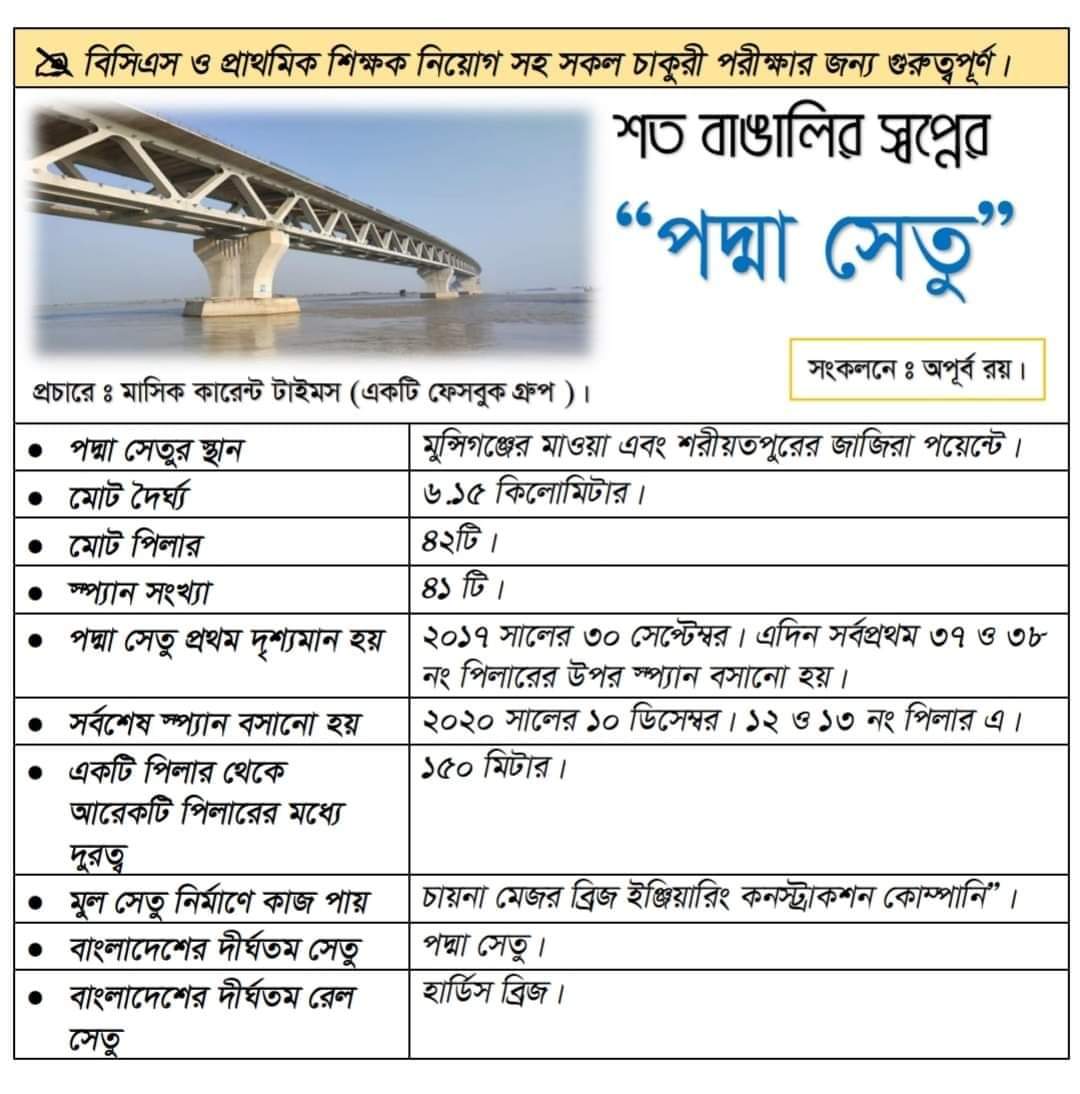 বিসিএস ও প্রাথমিক শিক্ষক নিয়োগ সহ সকল চাকুরী পরীক্ষার জন্য গুরুত্বপূর্ণ।
শত বাঙালির স্বপ্নের
“পদ্মা সেতু”
সংকলনে ঃ অপূর্ব রয়।
প্রচারে ঃ মাসিক কারেন্ট টাইমস (একটি ফেসবুক গ্রুপ )।
• পদ্মা সেতুর স্থান মুন্সিগঞ্জের মাওয়া এবং শরীয়তপুরের জাজিরা পয়েন্টে।
• মোট দৈর্ঘ্য ৬.১৫ কিলোমিটার।
• মোট পিলার ৪২টি।
• স্প্যান সংখ্যা ৪১ টি।
• পদ্মা সেতু প্রথম দৃশ্যমান হয় ২০১৭ সালের ৩০ সেপ্টেম্বর। এদিন সর্বপ্রথম ৩৭ ও ৩৮
নং পিলারের উপর স্প্যান বসানো হয়।
• সর্বশেষ স্প্যান বসানো হয় ২০২০ সালের ১০ ডিসেম্বর। ১২ ও ১৩ নং পিলার এ।
• একটি পিলার থেকে ১৫০ মিটার।
আরেকটি পিলারের মধ্যে
দুরত্ব
• মুল সেতু নির্মাণে কাজ পায় চায়না মেজর ব্রিজ ইঞ্জিয়ারিং কনস্ট্রাকশন কোম্পানি”।
• বাংলাদেশের দীর্ঘতম সেতু পদ্মা সেতু।
• বাংলাদেশের দীর্ঘতম রেল হার্ডিস ব্রিজ।
সেতু